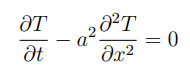 ∂T/∂t − a² ∂²T/∂x² = 0